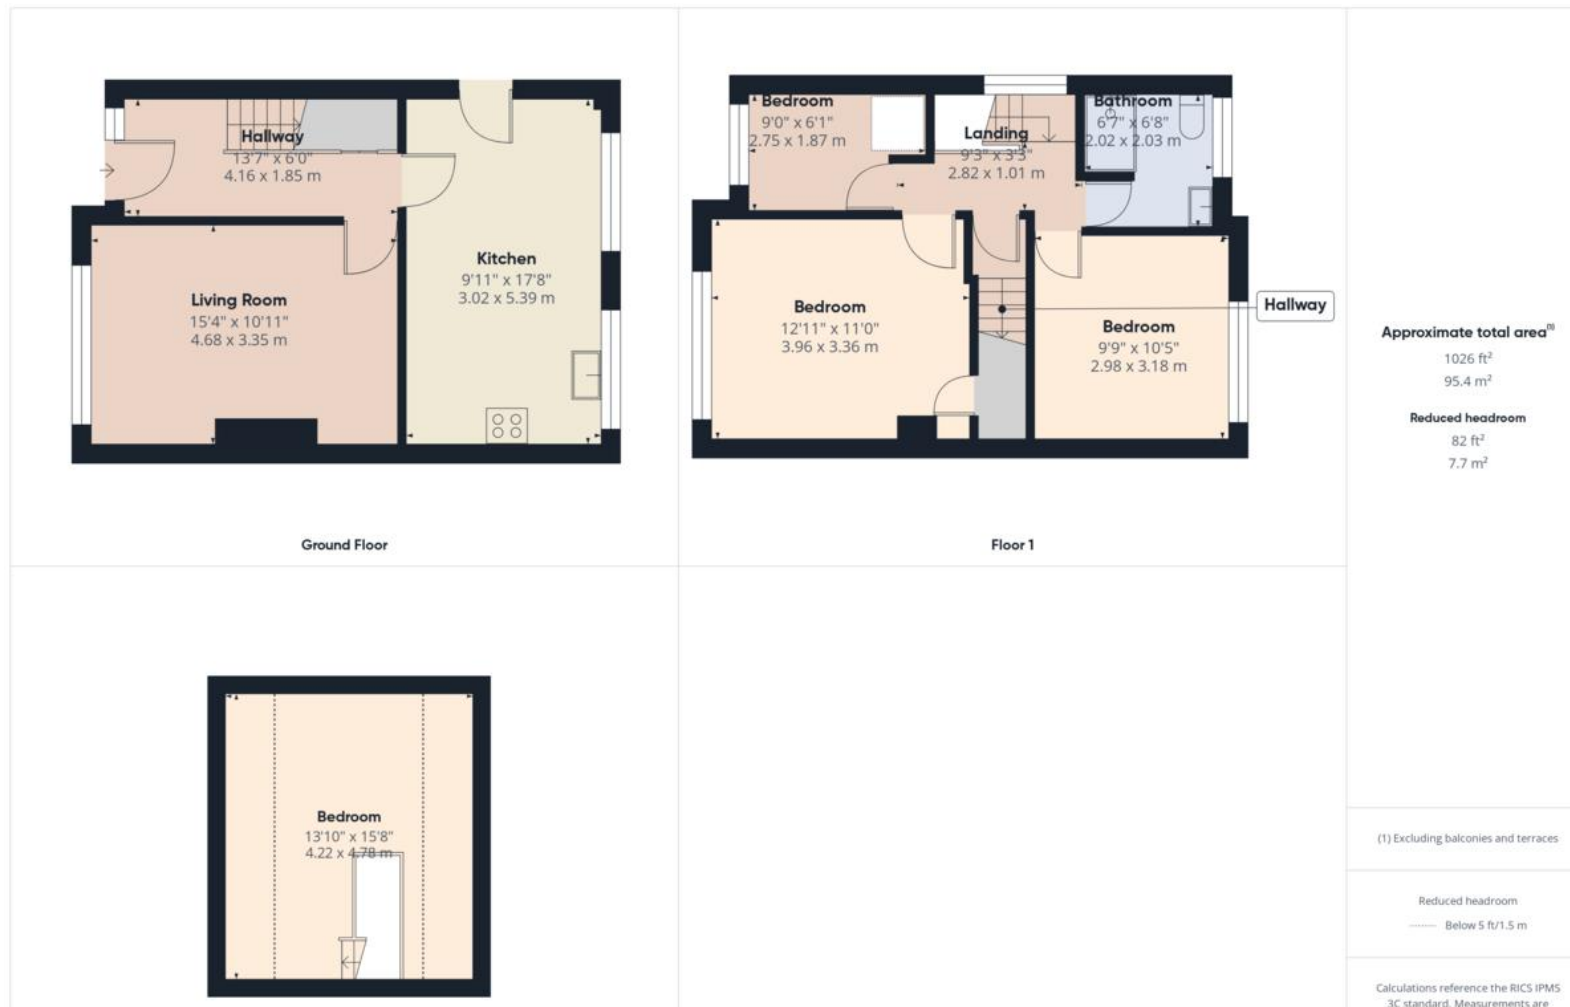 Hallway
13'7" x 6'0"
4.16 x 1.85 m
Living Room
15'4" x 10'11"
4.68 x 3.35 m
Kitchen
9'11" x 17'8"
3.02 x 5.39 m
Ground Floor
Bedroom
9'0" x 6'1"
2.75 x 1.87 m
Landing
9'3" x 3'3"
2.82 x 1.01 m
Bathroom
6'7" x 6'8"
2.02 x 2.03 m
Bedroom
12'11" x 11'0"
3.96 x 3.36 m
Hallway
Bedroom
9'9" x 10'5"
2.98 x 3.18 m
Floor 1
Bedroom
13'10" x 15'8"
4.22 x 4.78 m
Approximate total area⁽¹⁾
1026 ft²
95.4 m²
Reduced headroom
82 ft²
7.7 m²
(1) Excluding balconies and terraces
Reduced headroom
Below 5 ft/1.5 m
Calculations reference the RICS IPMS
3C standard. Measurements are